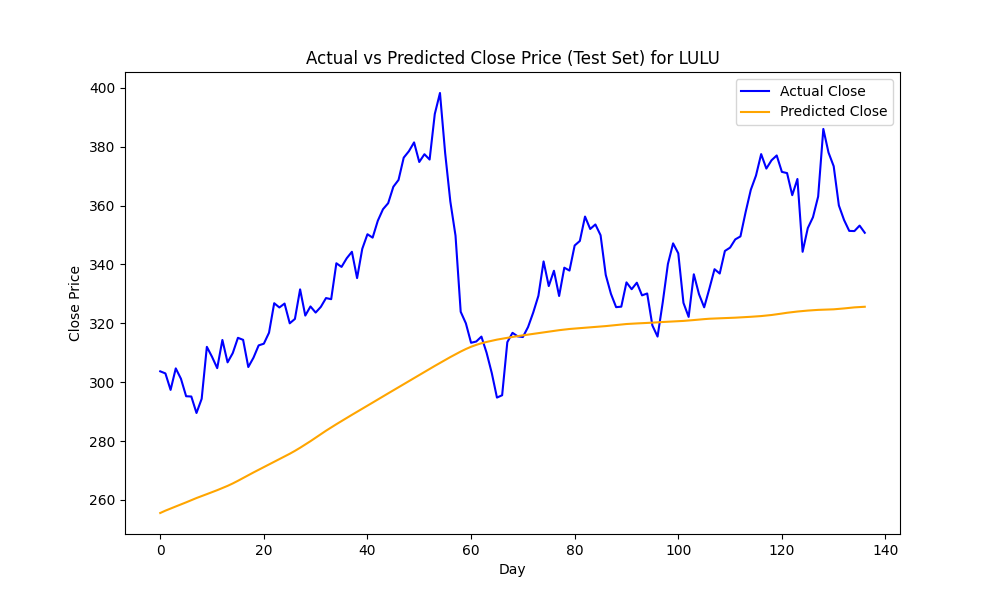 Actual vs Predicted Close Price (Test Set) for LULU
Actual Close
Predicted Close
Close Price
400
380
360
340
320
300
280
260
0 20 40 60 80 100 120 140
Day